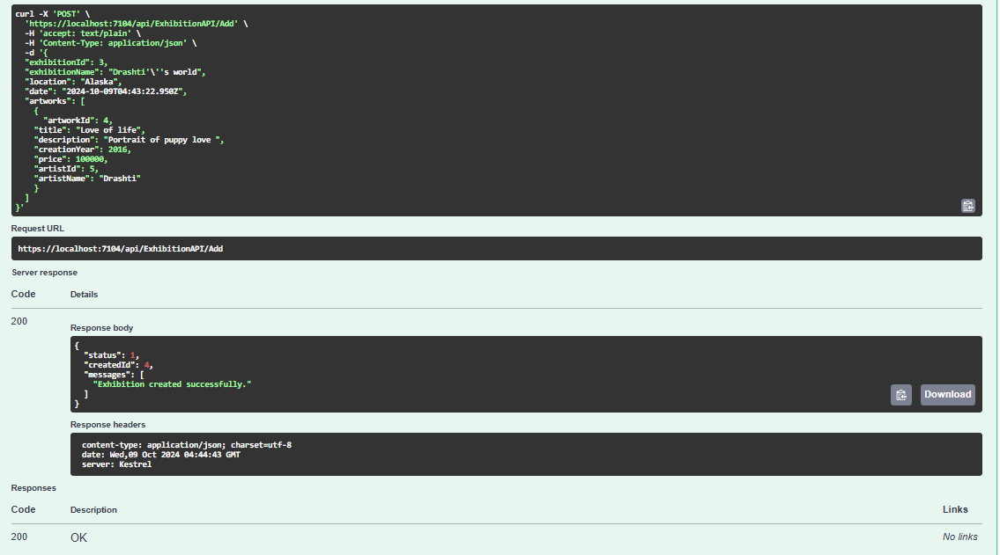 curl -X 'POST' \
'https://localhost:7104/api/ExhibitionAPI/Add' \
-H 'accept: text/plain' \
-H 'Content-Type: application/json' \
-d '{
"exhibitionId": 3,
"exhibitionName": "Drashti'\''s world",
"location": "Alaska",
"date": "2024-10-09T04:43:22.950Z",
"artworks": [
{
"artworkId": 4,
"title": "Love of life",
"description": "Portrait of puppy love ",
"creationYear": 2016,
"price": 100000,
"artistId": 5,
"artistName": "Drashti"
}
]
}'
Request URL
https://localhost:7104/api/ExhibitionAPI/Add
Server response
Code Details
200
Response body
{
"status": 1,
"createdId": 4,
"messages": [
"Exhibition created successfully."
]
}
Download
Response headers
content-type: application/json; charset=utf-8
date: Wed,09 Oct 2024 04:44:43 GMT
server: Kestrel
Responses
Code Description Links
200 OK No links